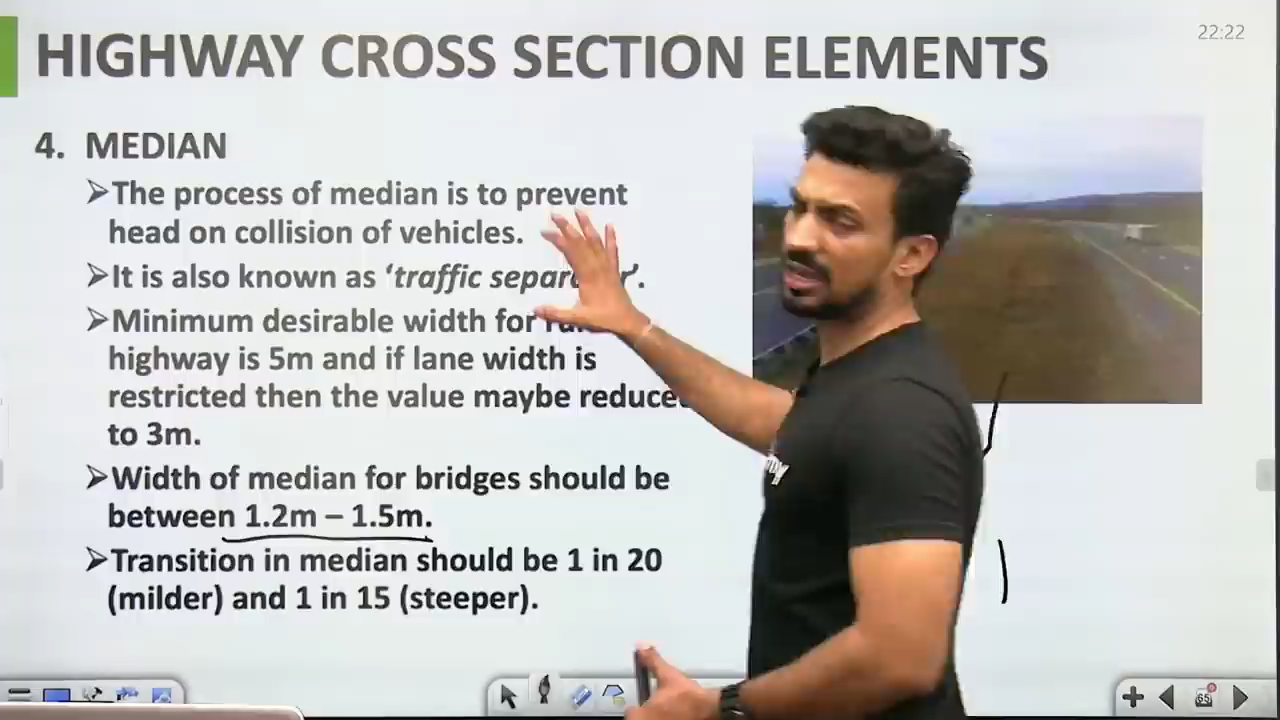 HIGHWAY CROSS SECTION ELEMENTS
22:22
4. MEDIAN
➢The process of median is to prevent
head on collision of vehicles.
➢It is also known as ‘traffic separ r’.
➢Minimum desirable width for
highway is 5m and if lane width is
restricted then the value maybe reduce
to 3m.
➢Width of median for bridges should be
between 1.2m – 1.5m.
➢Transition in median should be 1 in 20
(milder) and 1 in 15 (steeper).
65